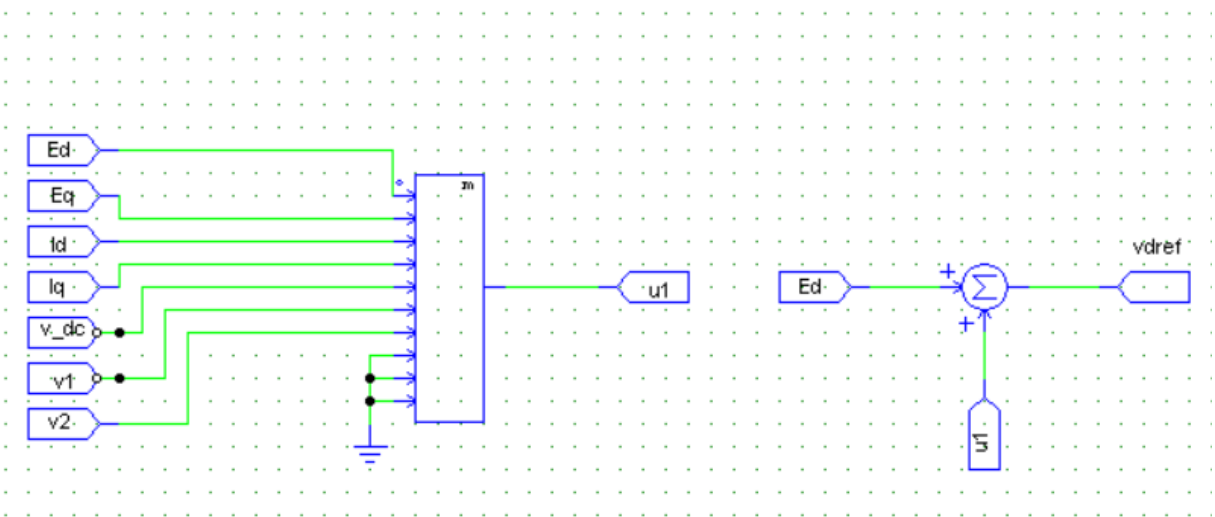 Ed
Eq
Id
Iq
v_dc
v1
v2
m
u1
Ed
+
+
Σ
vdref
u1